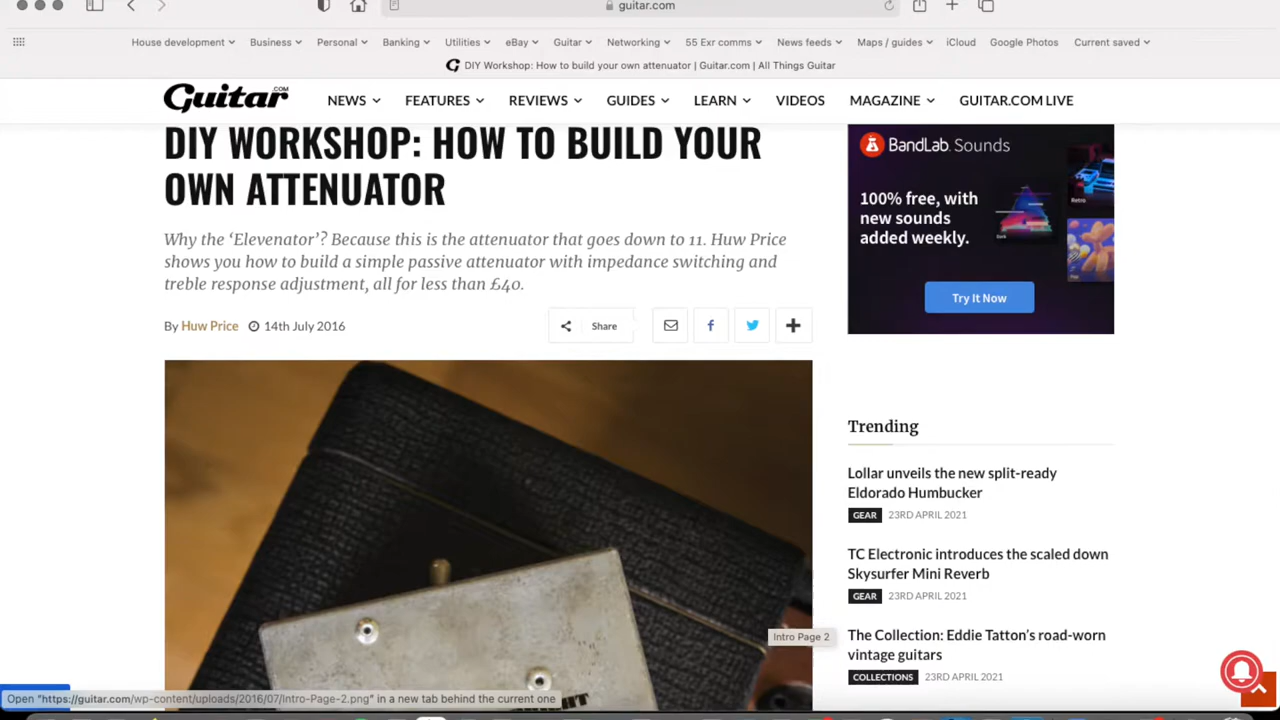 guitar.com
House development
Business
Personal
Banking
Utilities
eBay
Guitar
Networking
55 Exr comms
News feeds
Maps / guides
iCloud
Google Photos
Current saved
DIY Workshop: How to build your own attenuator | Guitar.com | All Things Guitar
Guitar.COM
NEWS
FEATURES
REVIEWS
GUIDES
LEARN
VIDEOS
MAGAZINE
GUITAR.COM LIVE
DIY WORKSHOP: HOW TO BUILD YOUR
OWN ATTENUATOR
Why the ‘Elevenator’? Because this is the attenuator that goes down to 11. Huw Price
shows you how to build a simple passive attenuator with impedance switching and
treble response adjustment, all for less than £40.
By Huw Price 14th July 2016
Share
BandLab Sounds
100% free, with
new sounds
added weekly.
Retro
Try It Now
Trending
Lollar unveils the new split-ready
Eldorado Humbucker
GEAR 23RD APRIL 2021
TC Electronic introduces the scaled down
Skysurfer Mini Reverb
GEAR 23RD APRIL 2021
The Collection: Eddie Tatton's road-worn
vintage guitars
COLLECTIONS 23RD APRIL 2021
Intro Page 2
Open "https://guitar.com/wp-content/uploads/2016/07/Intro-Page-2.png" in a new tab behind the current one